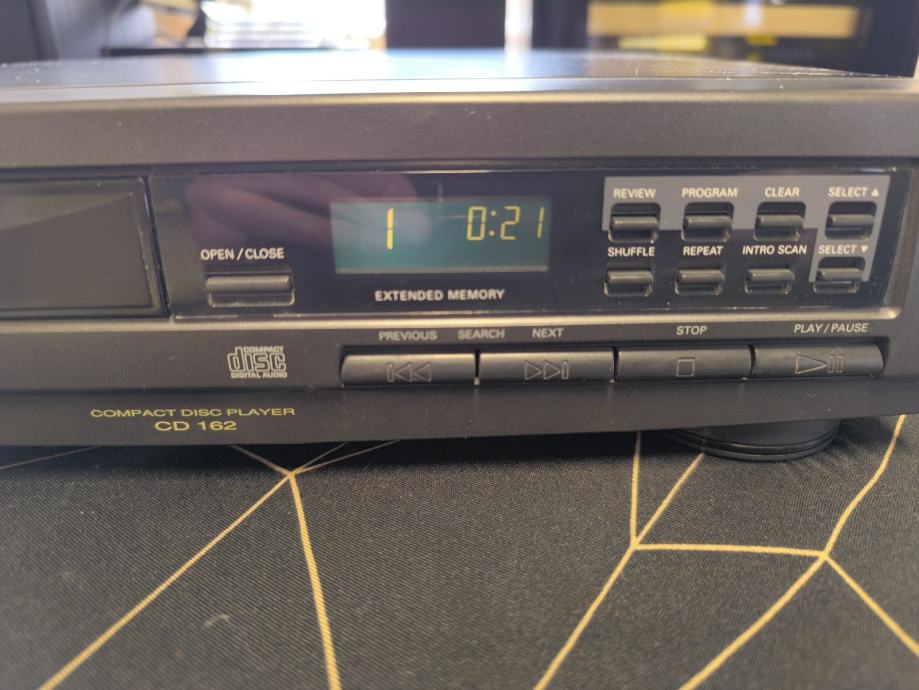 REVIEW PROGRAM CLEAR SELECT ▲
1 0:21
OPEN / CLOSE
SHUFFLE REPEAT INTRO SCAN SELECT ▼
EXTENDED MEMORY
PREVIOUS SEARCH NEXT STOP PLAY / PAUSE
COMPACT
disc
DIGITAL AUDIO
COMPACT DISC PLAYER
CD 162